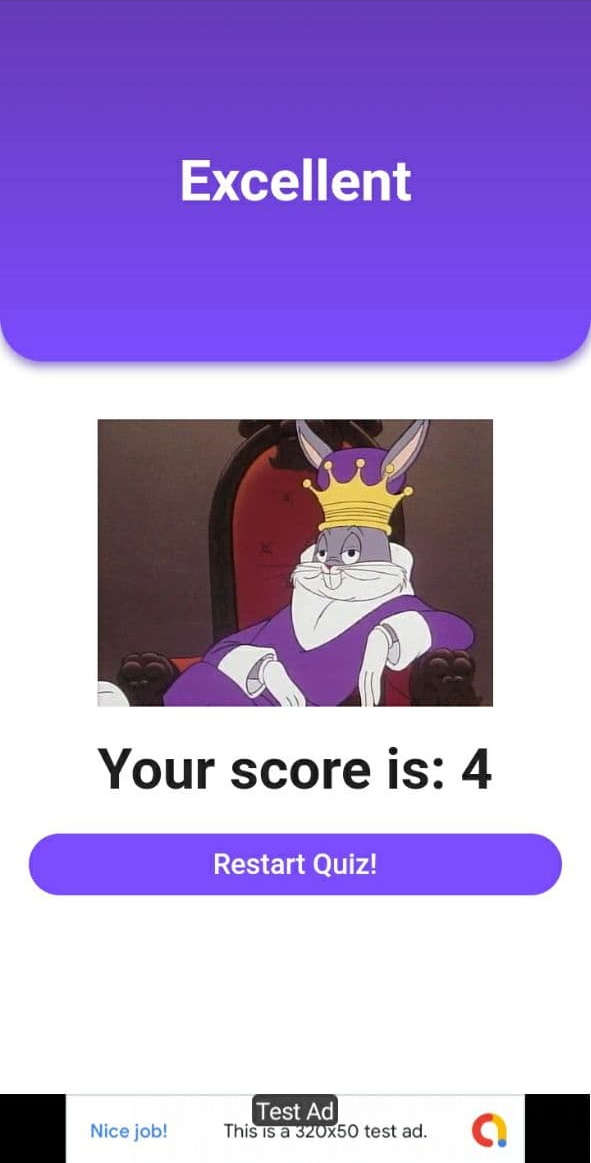 Excellent
Your score is: 4
Restart Quiz!
Test Ad
Nice job! This is a 320x50 test ad.